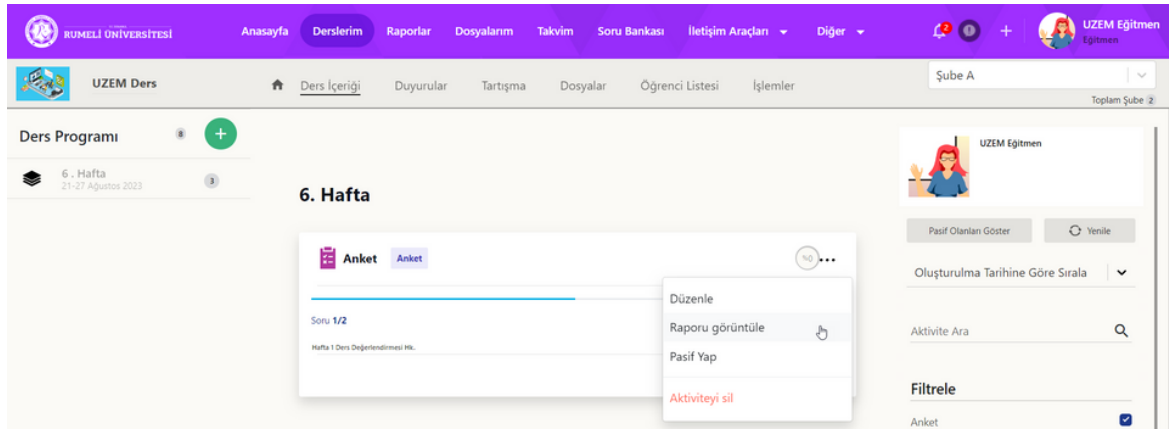 RUMELİ ÜNİVERSİTESİ
Anasayfa Derslerim Raporlar Dosyalarım Takvim Soru Bankası İletişim Araçları Diğer
2
0
UZEM Eğitmen
Eğitmen
UZEM Ders
Ders İçeriği Duyurular Tartışma Dosyalar Öğrenci Listesi İşlemler
Şube A
Toplam Şube 2
Ders Programı 8
6 . Hafta
21-27 Ağustos 2023
3
6. Hafta
Anket Anket
%0
Soru 1/2
Hafta 1 Ders Değerlendirmesi Hk.
Düzenle
Raporu görüntüle
Pasif Yap
Aktiviteyi sil
UZEM Eğitmen
Pasif Olanları Göster Yenile
Oluşturulma Tarihine Göre Sırala
Aktivite Ara
Filtrele
Anket